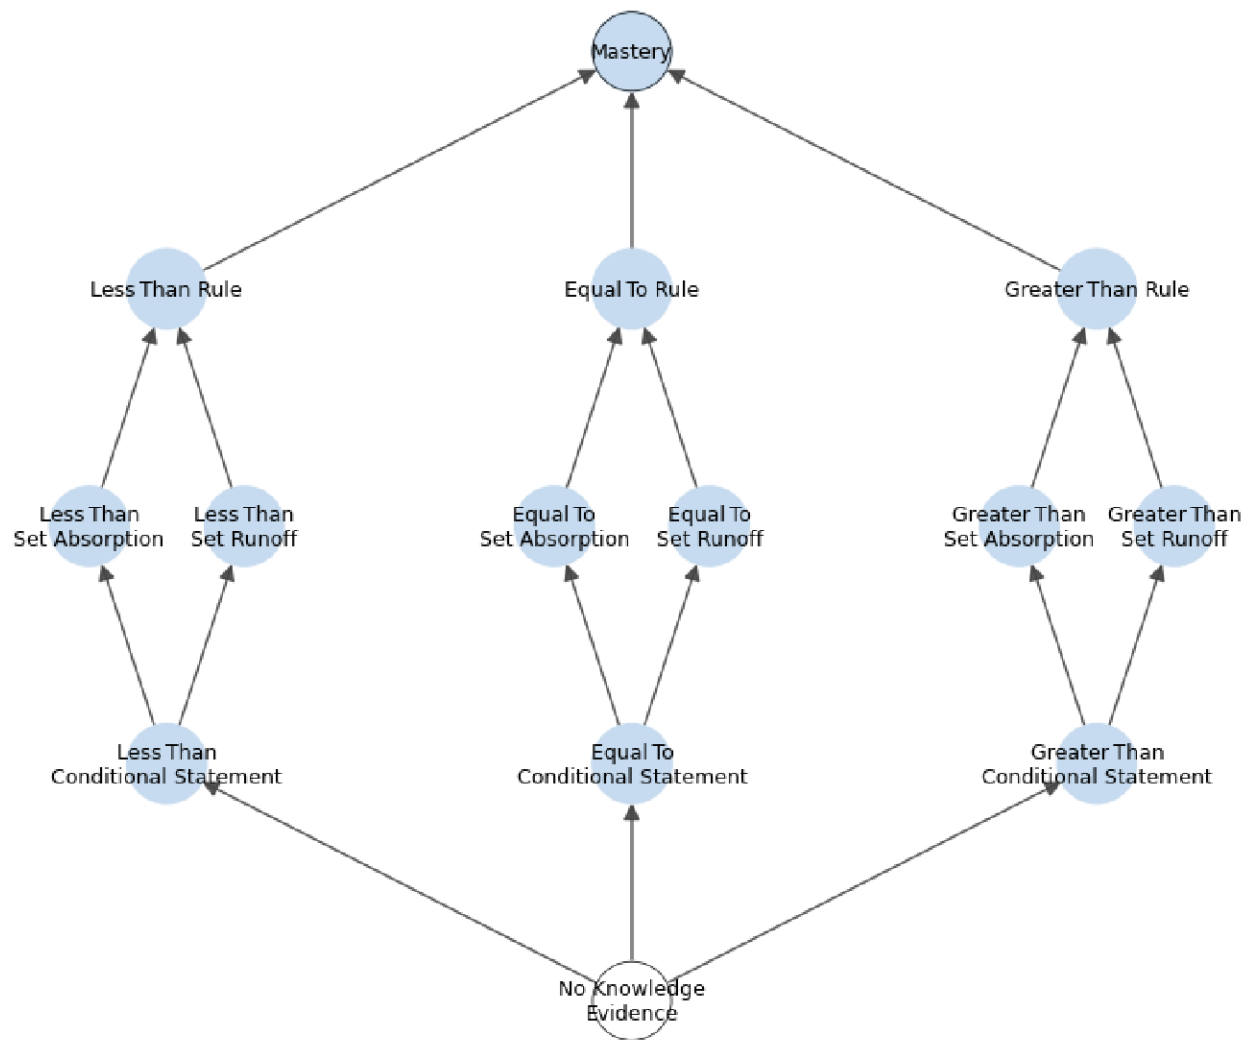 Mastery
Less Than Rule
Equal To Rule
Greater Than Rule
Less Than
Set Absorption
Less Than
Set Runoff
Equal To
Set Absorption
Equal To
Set Runoff
Greater Than
Set Absorption
Greater Than
Set Runoff
Less Than
Conditional Statement
Equal To
Conditional Statement
Greater Than
Conditional Statement
No Knowledge
Evidence